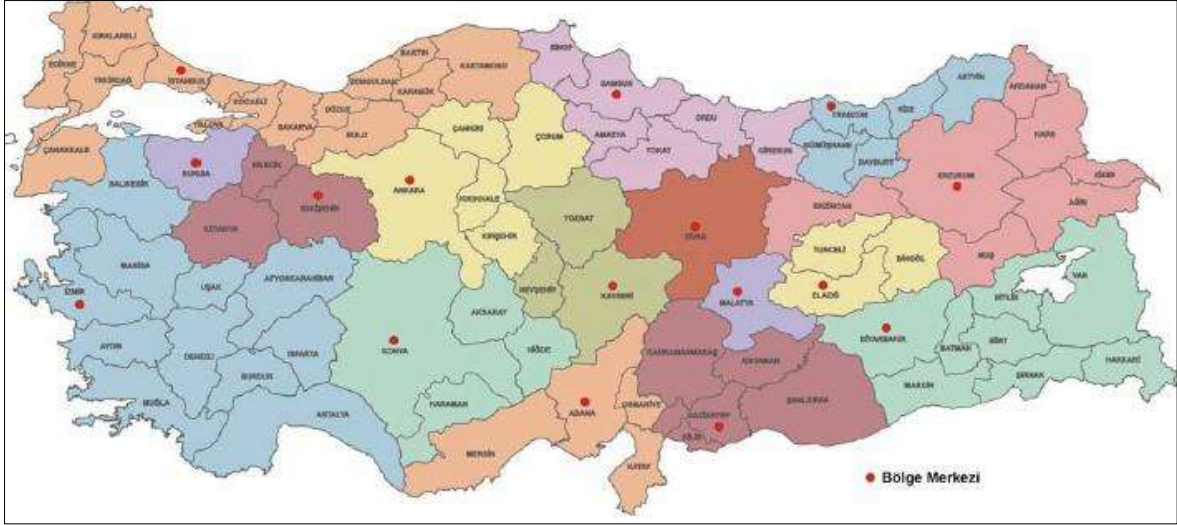 KIRKLARELİ
EDİRNE
TEKİRDAĞ
İSTANBUL
KOCAELİ
YALOVA
SAKARYA
DÜZCE
BOLU
ZONGULDAK
BARTIN
KARABÜK
KASTAMONU
SİNOP
SAMSUN
ORDU
GİRESUN
TRABZON
RİZE
ARTVİN
ARDAHAN
KARS
ÇANAKKALE
BALIKESİR
BURSA
BİLECİK
ESKİŞEHİR
KÜTAHYA
ANKARA
ÇANKIRI
ÇORUM
AMASYA
TOKAT
GÜMÜŞHANE
BAYBURT
ERZURUM
IĞDIR
AĞRI
KIRIKKALE
KIRŞEHİR
YOZGAT
SİVAS
ERZİNCAN
TUNCELİ
BİNGÖL
MUŞ
MANİSA
İZMİR
UŞAK
AFYONKARAHİSAR
NEVŞEHİR
KAYSERİ
MALATYA
ELAZIĞ
BİTLİS
VAN
AYDIN
DENİZLİ
ISPARTA
BURDUR
KONYA
AKSARAY
NİĞDE
KAHRAMANMARAŞ
ADIYAMAN
DİYARBAKIR
BATMAN
SİİRT
HAKKARİ
MUĞLA
ANTALYA
KARAMAN
MERSİN
ADANA
OSMANİYE
GAZİANTEP
KİLİS
ŞANLIURFA
MARDİN
ŞIRNAK
HATAY
Bölge Merkezi